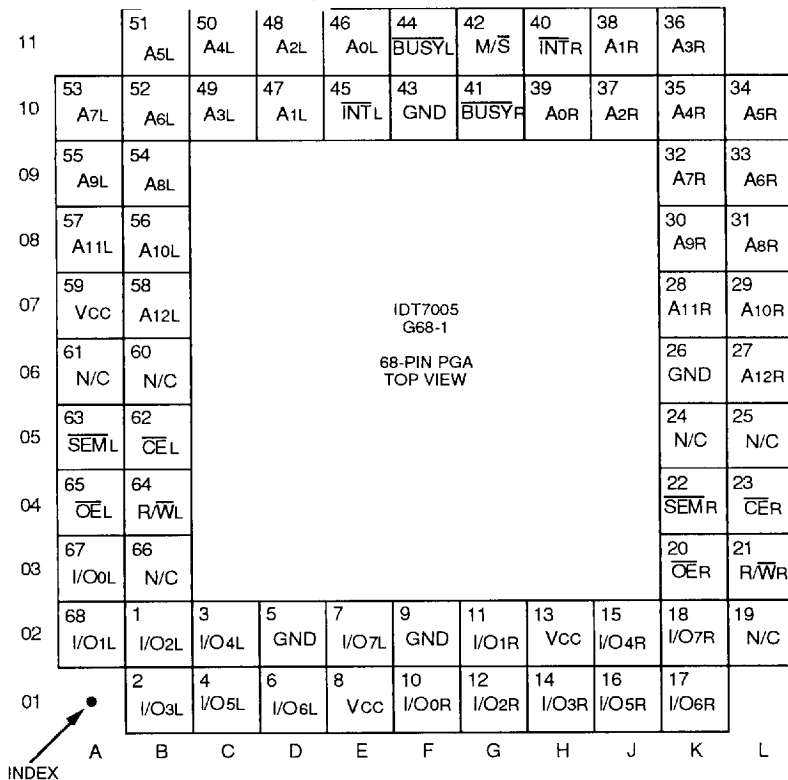 11 51 A5L 50 A4L 48 A2L 46 A0L 44 BUSYL 42 M/S 40 INTR 38 A1R 36 A3R
10 53 A7L 52 A6L 49 A3L 47 A1L 45 INTL 43 GND 41 BUSYR 39 A0R 37 A2R 35 A4R 34 A5R
09 55 A9L 54 A8L 32 A7R 33 A6R
08 57 A11L 56 A10L 30 A9R 31 A8R
07 59 VCC 58 A12L 28 A11R 29 A10R
IDT7005
G68-1
68-PIN PGA
TOP VIEW
06 61 N/C 60 N/C 26 GND 27 A12R
05 63 SEML 62 CEL 24 N/C 25 N/C
04 65 OEL 64 R/WL 22 SEMR 23 CER
03 67 I/O0L 66 N/C 20 OER 21 R/WR
02 68 I/O1L 1 I/O2L 3 I/O4L 5 GND 7 I/O7L 9 GND 11 I/O1R 13 VCC 15 I/O4R 18 I/O7R 19 N/C
01 2 I/O3L 4 I/O5L 6 I/O6L 8 VCC 10 I/O0R 12 I/O2R 14 I/O3R 16 I/O5R 17 I/O6R
A B C D E F G H J K L
INDEX